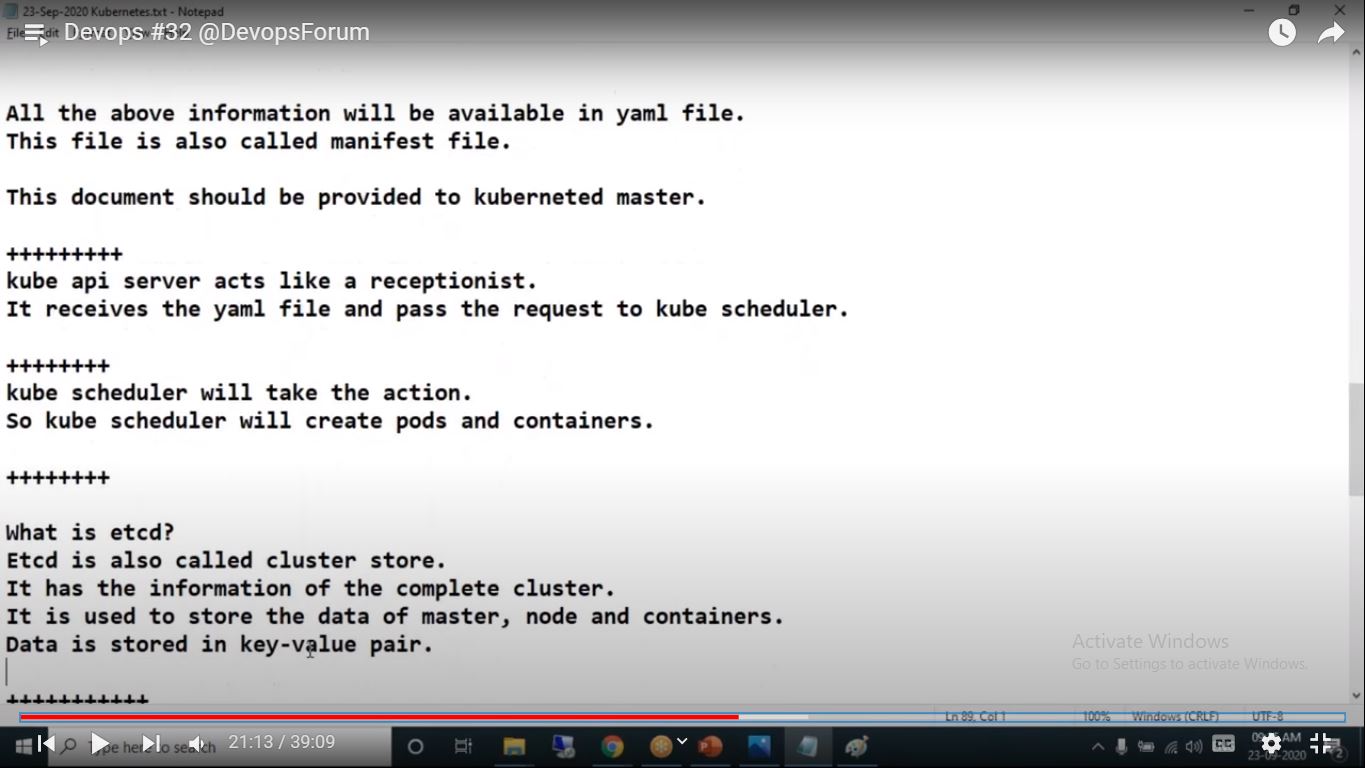 23-Sep-2020 Kubernetes.txt - Notepad
Devops #32 @DevopsForum
All the above information will be available in yaml file.
This file is also called manifest file.
This document should be provided to kuberneted master.
+++++++++
kube api server acts like a receptionist.
It receives the yaml file and pass the request to kube scheduler.
++++++++
kube scheduler will take the action.
So kube scheduler will create pods and containers.
++++++++
What is etcd?
Etcd is also called cluster store.
It has the information of the complete cluster.
It is used to store the data of master, node and containers.
Data is stored in key-value pair.
+++++++++++
Activate Windows
Go to Settings to activate Windows.
Ln 89, Col 1 100% Windows (CRLF) UTF-8
21:13 / 39:09
here to search
CC
AM
23-09-2020
2